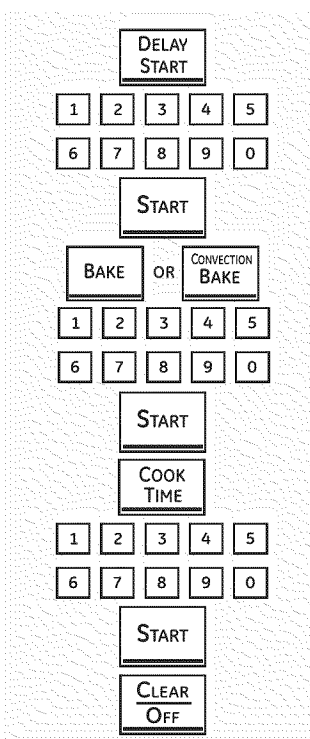 DELAY
START
1 2 3 4 5
6 7 8 9 0
START
BAKE OR CONVECTION BAKE
1 2 3 4 5
6 7 8 9 0
START
COOK
TIME
1 2 3 4 5
6 7 8 9 0
START
CLEAR
OFF